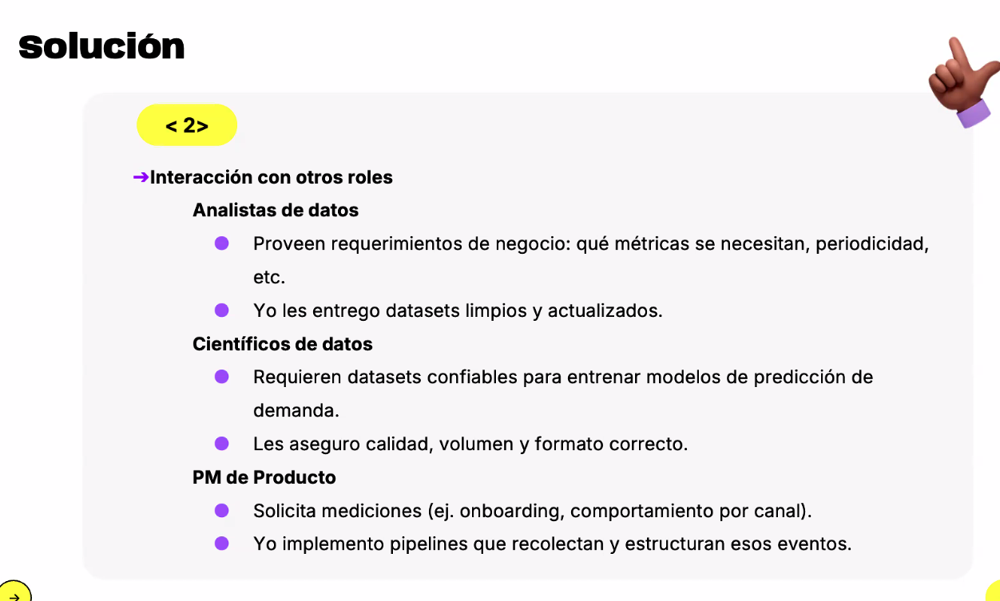 Solución
< 2>
➔Interacción con otros roles
Analistas de datos
● Proveen requerimientos de negocio: qué métricas se necesitan, periodicidad,
etc.
● Yo les entrego datasets limpios y actualizados.
Científicos de datos
● Requieren datasets confiables para entrenar modelos de predicción de
demanda.
● Les aseguro calidad, volumen y formato correcto.
PM de Producto
● Solicita mediciones (ej. onboarding, comportamiento por canal).
● Yo implemento pipelines que recolectan y estructuran esos eventos.